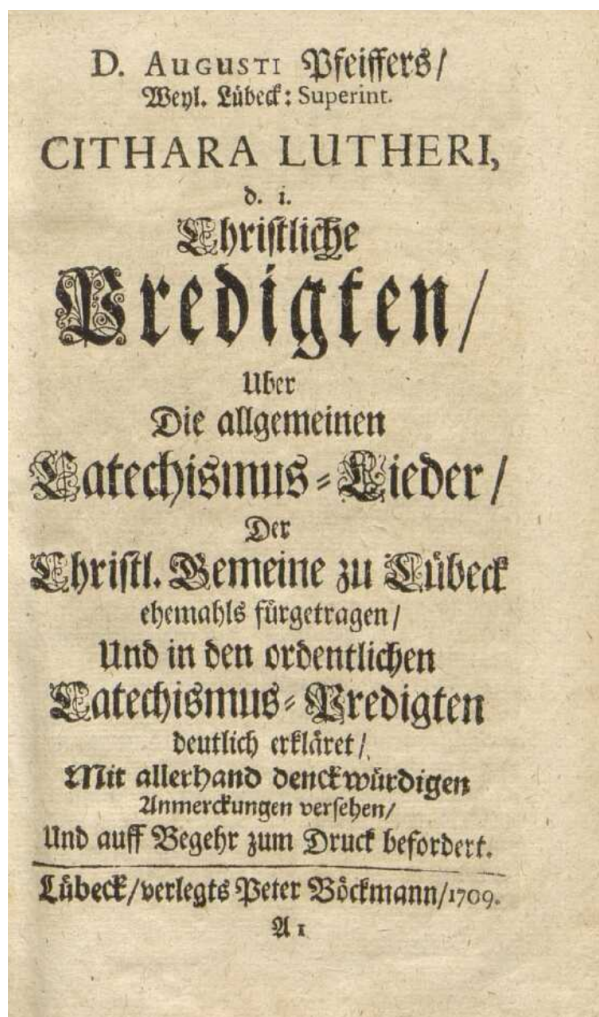 D. AUGUSTI Pfeiffers/
Weyl. Lübeck: Superint.
CITHARA LUTHERI,
d. i.
Christliche
Predigten/
Uber
Die allgemeinen
Catechismus-Lieder/
Der
Christl. Gemeine zu Lübeck
ehemahls fürgetragen/
Und in den ordentlichen
Catechismus-Predigten
deutlich erkläret/
Mit allerhand denckwürdigen
Anmerckungen versehen/
Und auff Begehr zum Druck befordert.
Lübeck/verlegts Peter Böckmann/1709.
A 1